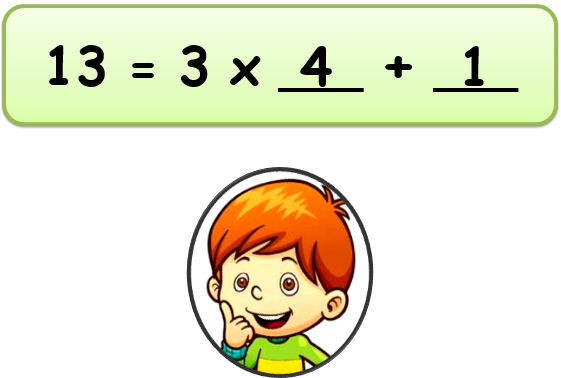 13 = 3 x 4 + 1